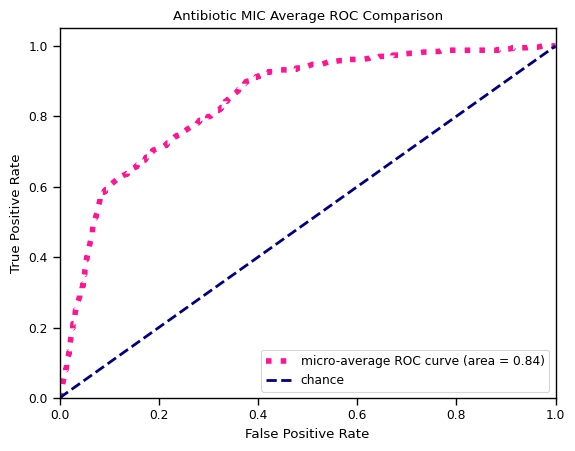 Antibiotic MIC Average ROC Comparison
True Positive Rate
1.0
0.8
0.6
0.4
0.2
0.0
micro-average ROC curve (area = 0.84)
chance
0.0 0.2 0.4 0.6 0.8 1.0
False Positive Rate